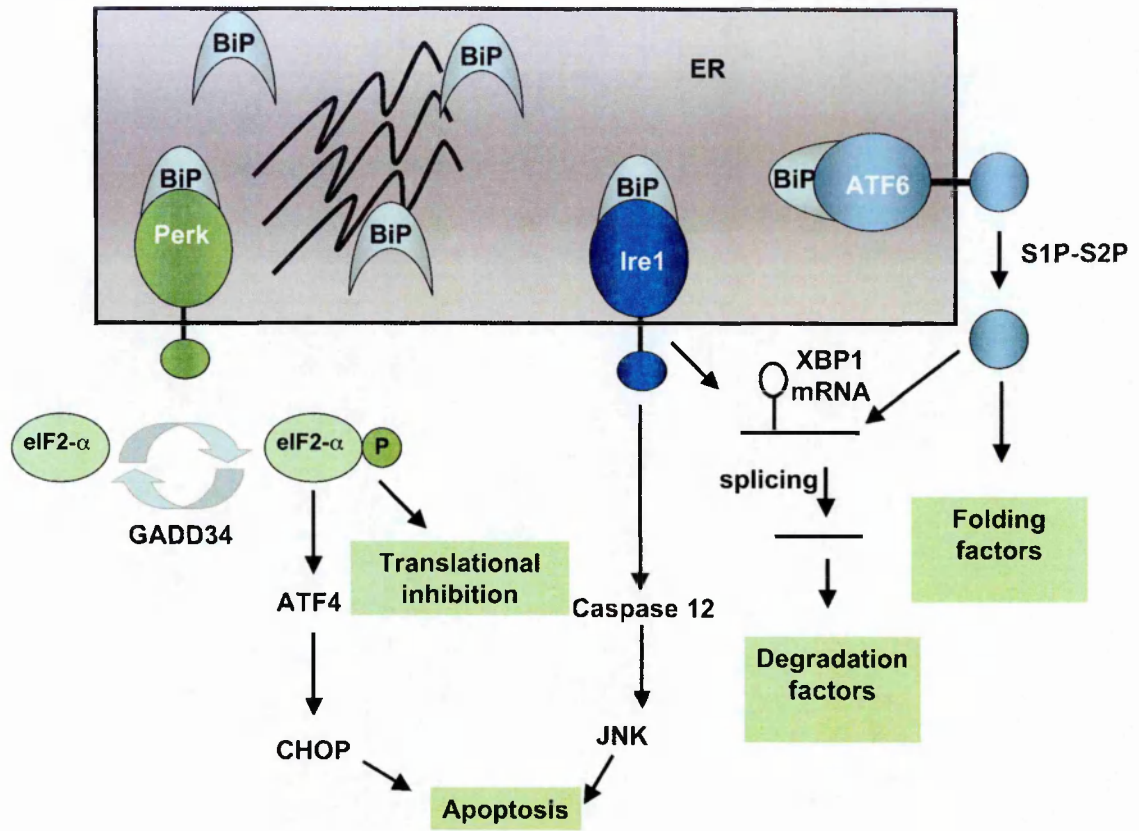 BiP
BiP
ER
BiP
Perk
BiP
BiP
Ire1
BiP
ATF6
S1P-S2P
XBP1
mRNA
eIF2-α
eIF2-α
P
GADD34
splicing
Translational
inhibition
Folding
factors
ATF4
Caspase 12
Degradation
factors
CHOP
JNK
Apoptosis